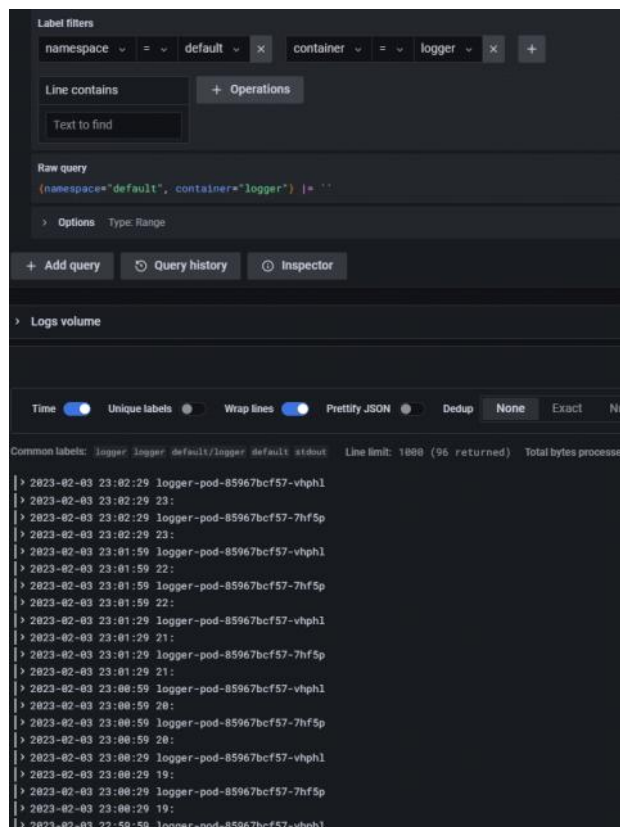 Label filters
namespace = default × container = logger × +
Line contains + Operations
Text to find
Raw query
{namespace="default", container="logger"} |= ``
> Options Type: Range
+ Add query Query history Inspector
> Logs volume
Time Unique labels Wrap lines Prettify JSON Dedup None Exact
Common labels: logger logger default/logger default stdout Line limit: 1000 (96 returned) Total bytes processe
> 2023-02-03 23:02:29 logger-pod-85967bcf57-vhphl
> 2023-02-03 23:02:29 23:
> 2023-02-03 23:02:29 logger-pod-85967bcf57-7hf5p
> 2023-02-03 23:02:29 23:
> 2023-02-03 23:01:59 logger-pod-85967bcf57-vhphl
> 2023-02-03 23:01:59 22:
> 2023-02-03 23:01:59 logger-pod-85967bcf57-7hf5p
> 2023-02-03 23:01:59 22:
> 2023-02-03 23:01:29 logger-pod-85967bcf57-vhphl
> 2023-02-03 23:01:29 21:
> 2023-02-03 23:01:29 logger-pod-85967bcf57-7hf5p
> 2023-02-03 23:01:29 21:
> 2023-02-03 23:00:59 logger-pod-85967bcf57-vhphl
> 2023-02-03 23:00:59 20:
> 2023-02-03 23:00:59 logger-pod-85967bcf57-7hf5p
> 2023-02-03 23:00:59 20:
> 2023-02-03 23:00:29 logger-pod-85967bcf57-vhphl
> 2023-02-03 23:00:29 19:
> 2023-02-03 23:00:29 logger-pod-85967bcf57-7hf5p
> 2023-02-03 23:00:29 19:
> 2023-02-03 22:59:59 logger-pod-85967bcf57-vhphl